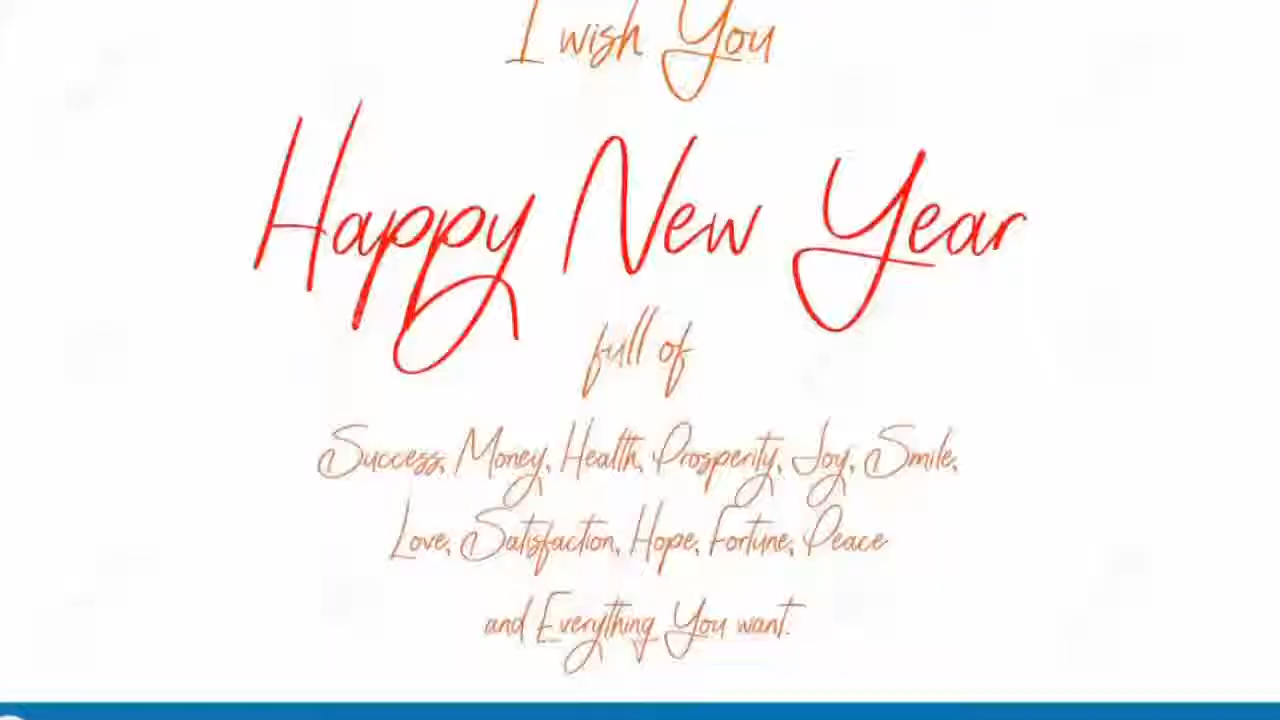 I wish You
Happy New Year
full of
Success, Money, Health, Prosperity, Joy, Smile,
Love, Satisfaction, Hope, Fortune, Peace
and Everything You want.